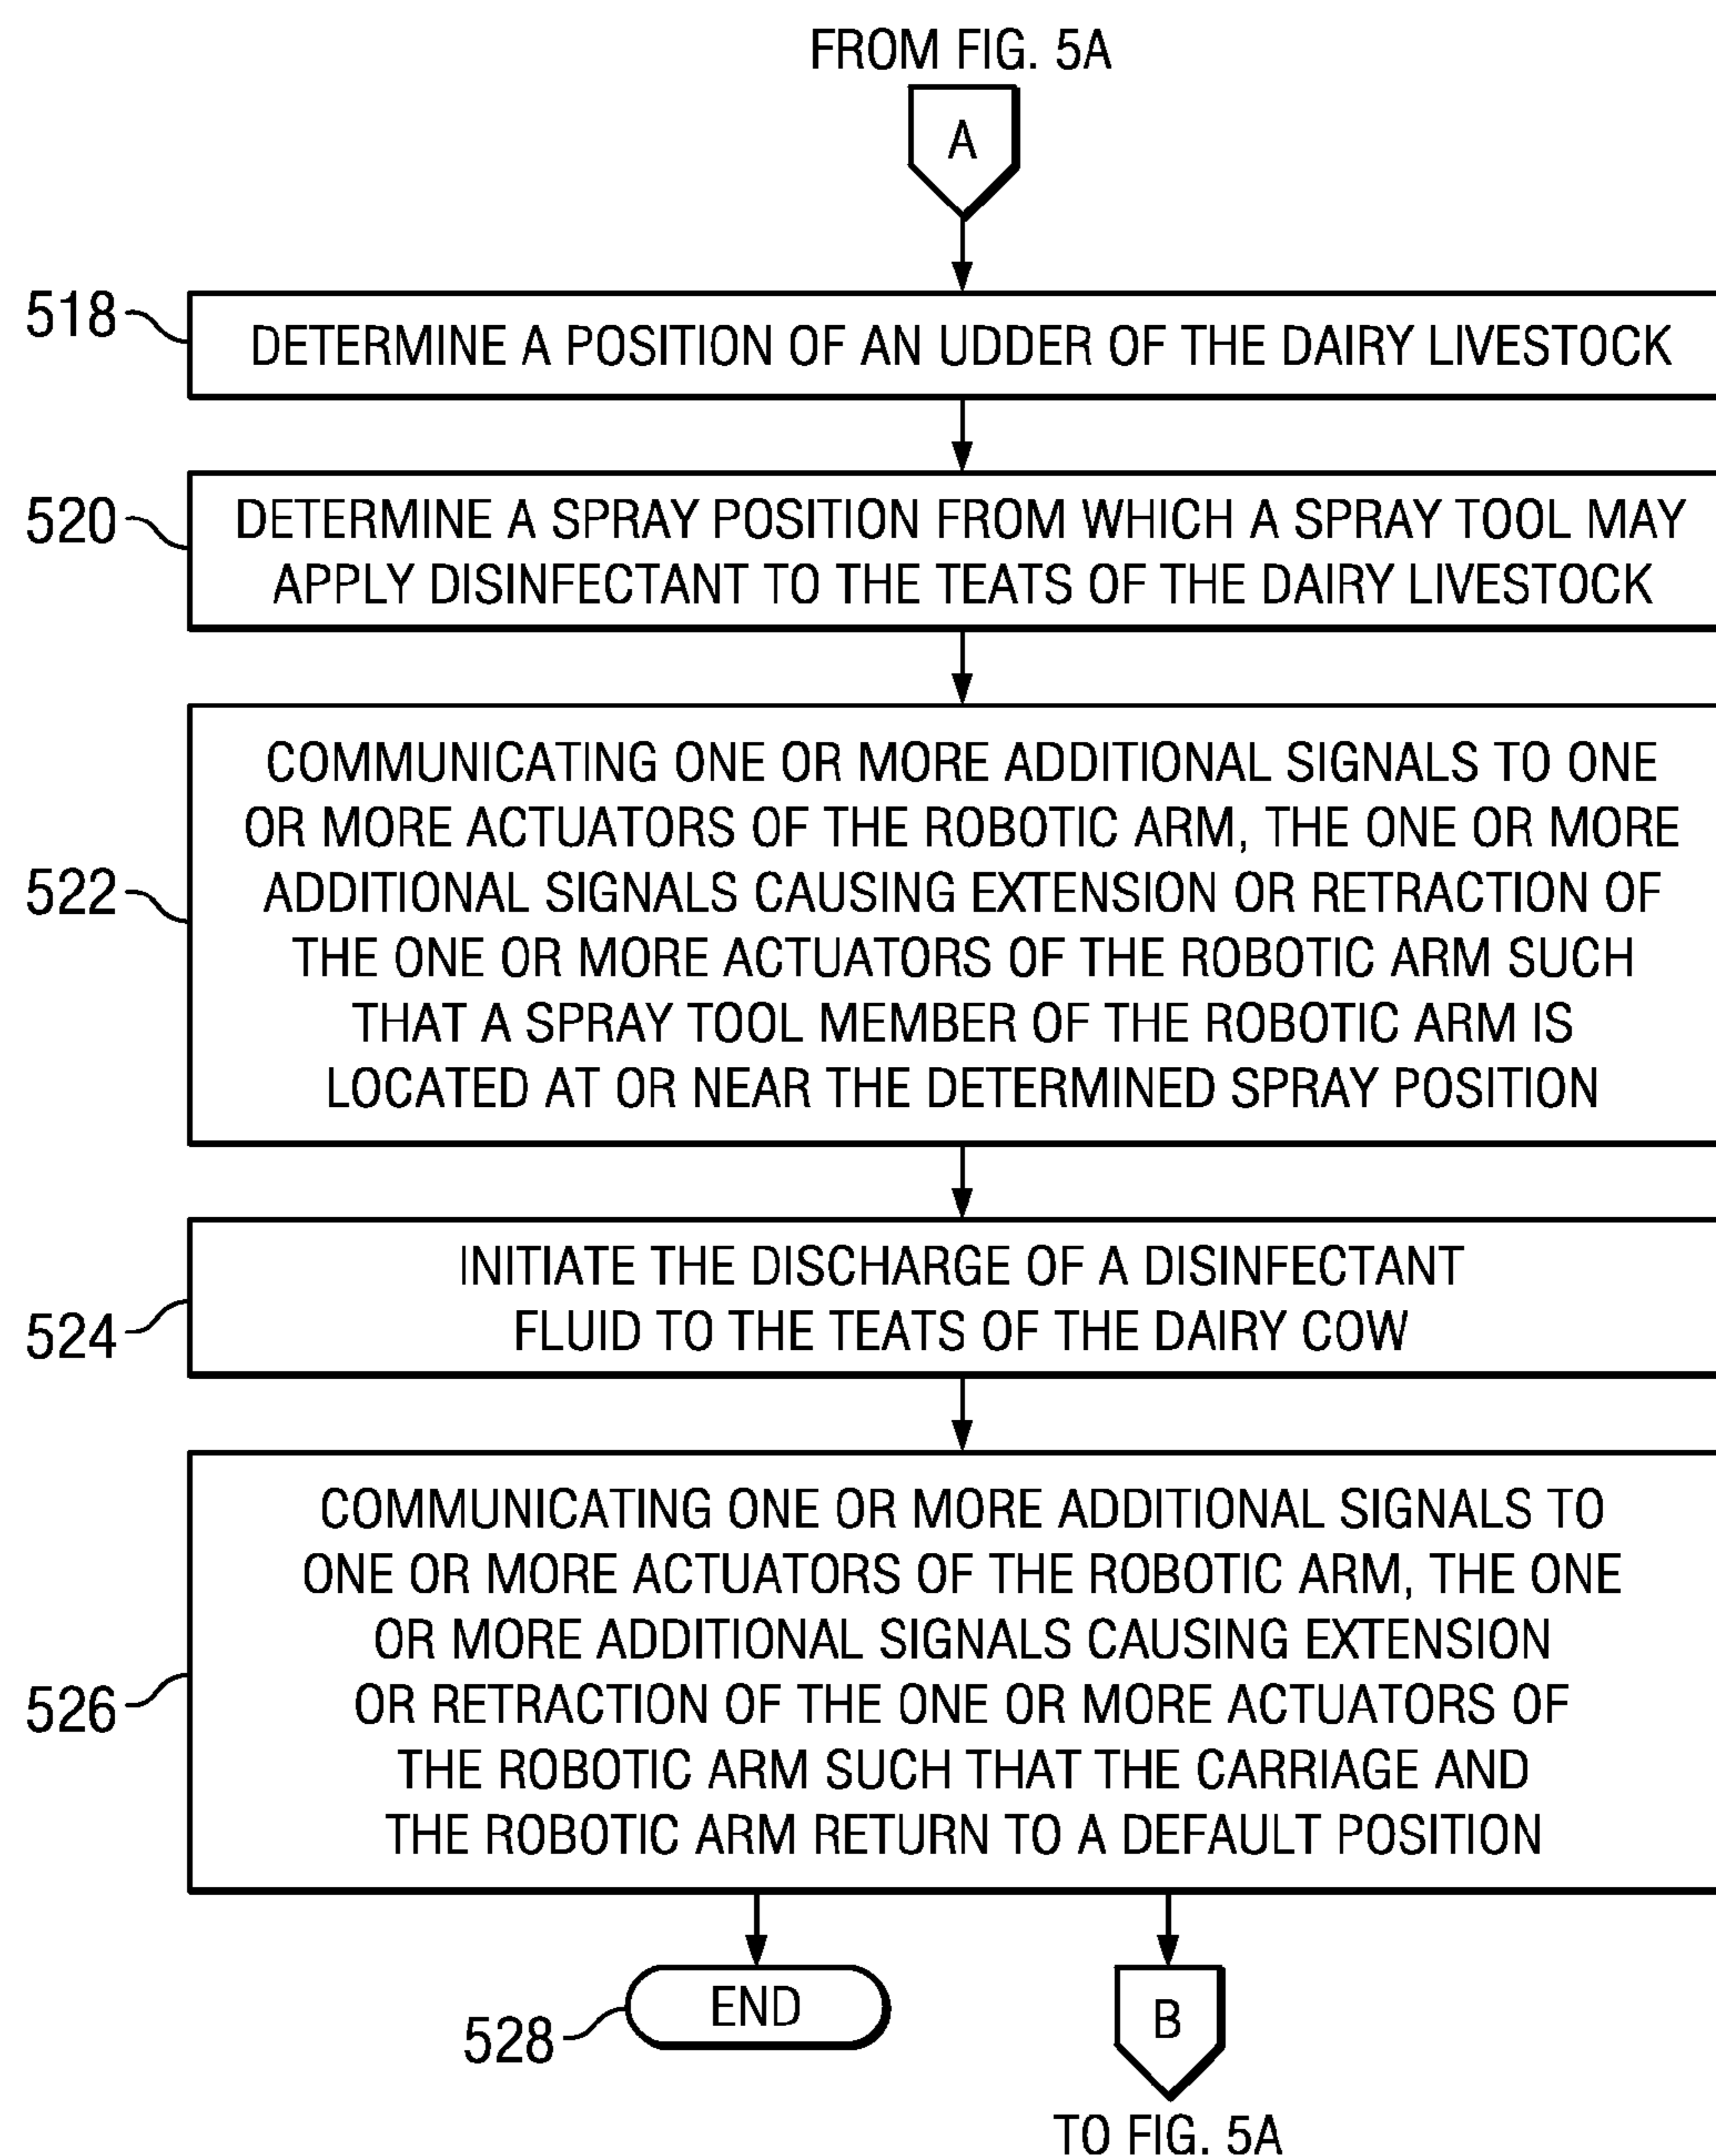 FROM FIG. 5A
A
518
DETERMINE A POSITION OF AN UDDER OF THE DAIRY LIVESTOCK
520
DETERMINE A SPRAY POSITION FROM WHICH A SPRAY TOOL MAY
APPLY DISINFECTANT TO THE TEATS OF THE DAIRY LIVESTOCK
522
COMMUNICATING ONE OR MORE ADDITIONAL SIGNALS TO ONE
OR MORE ACTUATORS OF THE ROBOTIC ARM, THE ONE OR MORE
ADDITIONAL SIGNALS CAUSING EXTENSION OR RETRACTION OF
THE ONE OR MORE ACTUATORS OF THE ROBOTIC ARM SUCH
THAT A SPRAY TOOL MEMBER OF THE ROBOTIC ARM IS
LOCATED AT OR NEAR THE DETERMINED SPRAY POSITION
524
INITIATE THE DISCHARGE OF A DISINFECTANT
FLUID TO THE TEATS OF THE DAIRY COW
526
COMMUNICATING ONE OR MORE ADDITIONAL SIGNALS TO
ONE OR MORE ACTUATORS OF THE ROBOTIC ARM, THE ONE
OR MORE ADDITIONAL SIGNALS CAUSING EXTENSION
OR RETRACTION OF THE ONE OR MORE ACTUATORS OF
THE ROBOTIC ARM SUCH THAT THE CARRIAGE AND
THE ROBOTIC ARM RETURN TO A DEFAULT POSITION
528
END
B
TO FIG. 5A